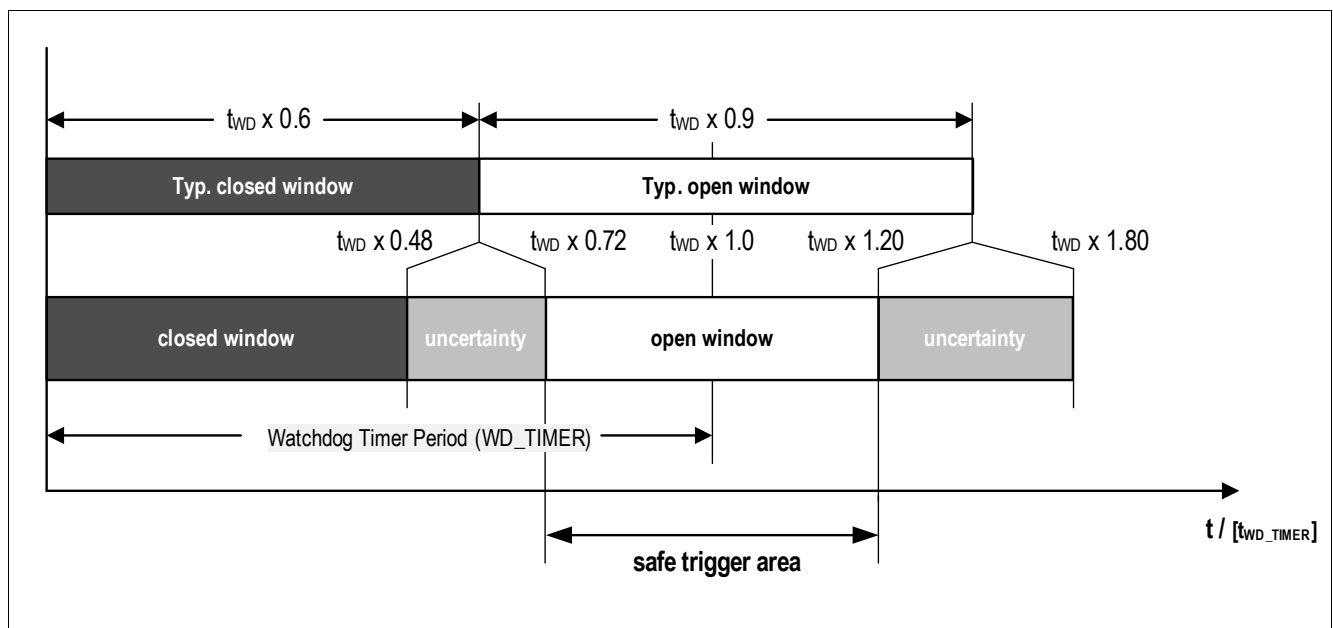 tWD x 0.6
tWD x 0.9
Typ. closed window
Typ. open window
tWD x 0.48
tWD x 0.72
tWD x 1.0
tWD x 1.20
tWD x 1.80
closed window
uncertainty
open window
uncertainty
Watchdog Timer Period (WD_TIMER)
t / [tWD_TIMER]
safe trigger area